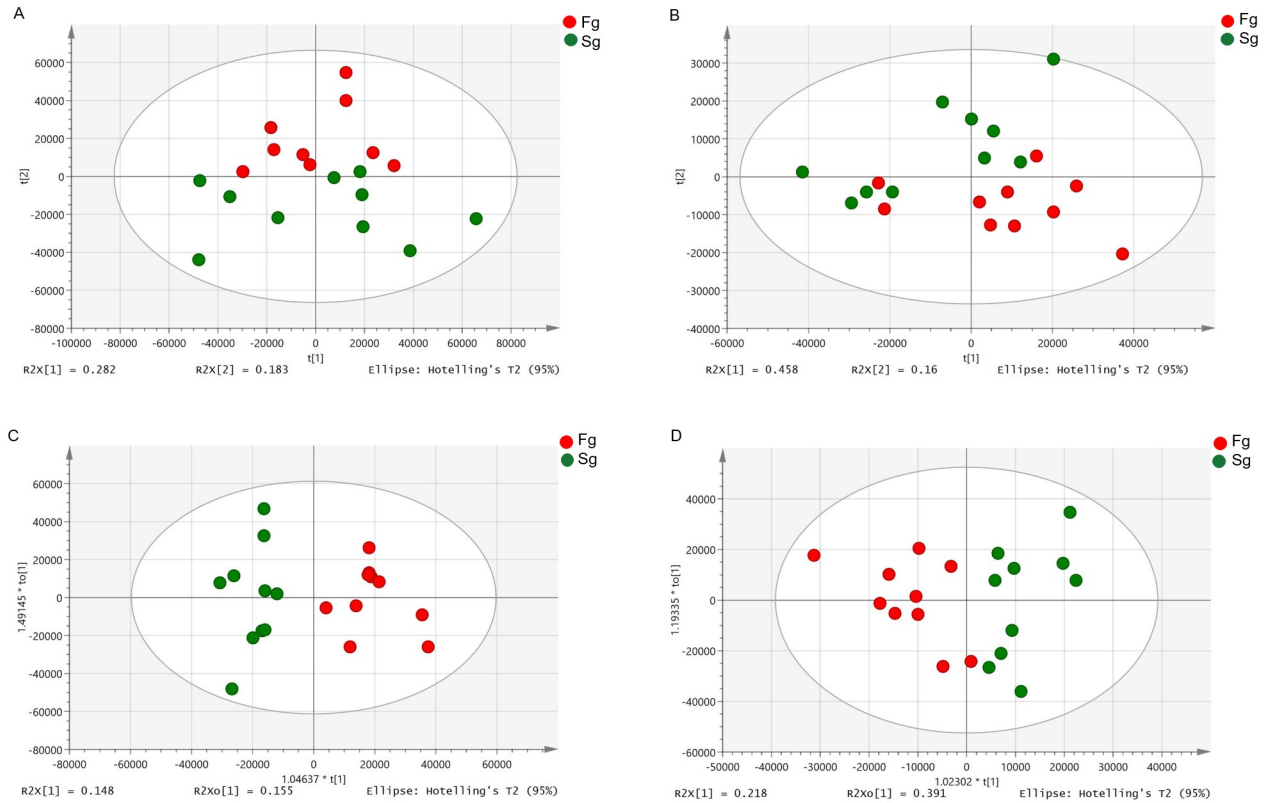 A
Fg
Sg
60000
40000
20000
0
-20000
-40000
-60000
-80000
t[2]
-100000 -80000 -60000 -40000 -20000 0 20000 40000 60000 80000
t[1]
R2X[1] = 0.282 R2X[2] = 0.183 Ellipse: Hotelling's T2 (95%)
B
Fg
Sg
30000
20000
10000
0
-10000
-20000
-30000
-40000
t[2]
-60000 -40000 -20000 0 20000 40000
t[1]
R2X[1] = 0.458 R2X[2] = 0.16 Ellipse: Hotelling's T2 (95%)
C
Fg
Sg
60000
40000
20000
0
-20000
-40000
-60000
-80000
1.49145 * to[1]
-80000 -60000 -40000 -20000 0 20000 40000 60000
1.04637 * t[1]
R2X[1] = 0.148 R2Xo[1] = 0.155 Ellipse: Hotelling's T2 (95%)
D
Fg
Sg
40000
20000
0
-20000
-40000
-60000
1.19335 * to[1]
-50000 -40000 -30000 -20000 -10000 0 10000 20000 30000 40000
1.02302 * t[1]
R2X[1] = 0.218 R2Xo[1] = 0.391 Ellipse: Hotelling's T2 (95%)